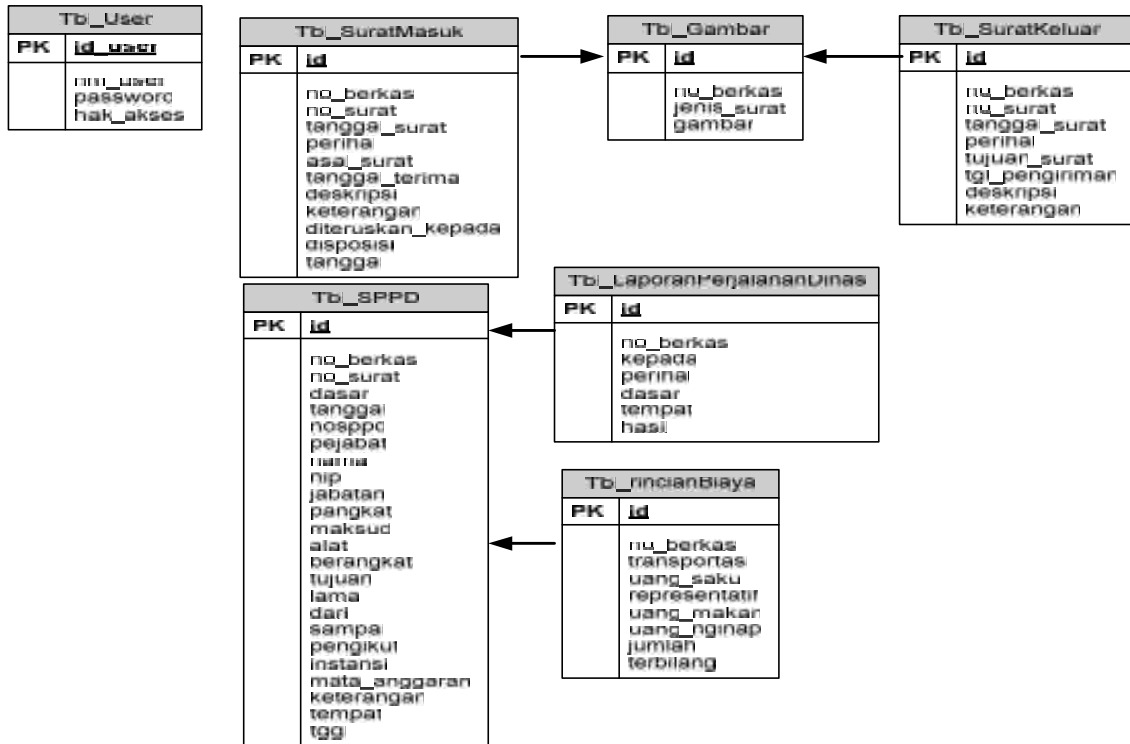 Tbl_User
PK id_user
nm_user
password
hak_akses
Tbl_SuratMasuk
PK id
no_berkas
no_surat
tanggal_surat
perihal
asal_surat
tanggal_terima
deskripsi
keterangan
diteruskan_kepada
disposisi
tanggal
Tbl_Gambar
PK id
no_berkas
jenis_surat
gambar
Tbl_SuratKeluar
PK id
no_berkas
no_surat
tanggal_surat
perihal
tujuan_surat
tgl_pengiriman
deskripsi
keterangan
Tbl_SPPD
PK id
no_berkas
no_surat
dasar
tanggal
nosppd
pejabat
nama
nip
jabatan
pangkat
maksud
alat
berangkat
tujuan
lama
dari
sampai
pengikut
instansi
mata_anggaran
keterangan
tempat
tggl
Tbl_LaporanPerjalananDinas
PK id
no_berkas
kepada
perihal
dasar
tempat
hasil
Tbl_rincianBiaya
PK id
no_berkas
transportasi
uang_saku
representatif
uang_makan
uang_nginap
jumlah
terbilang